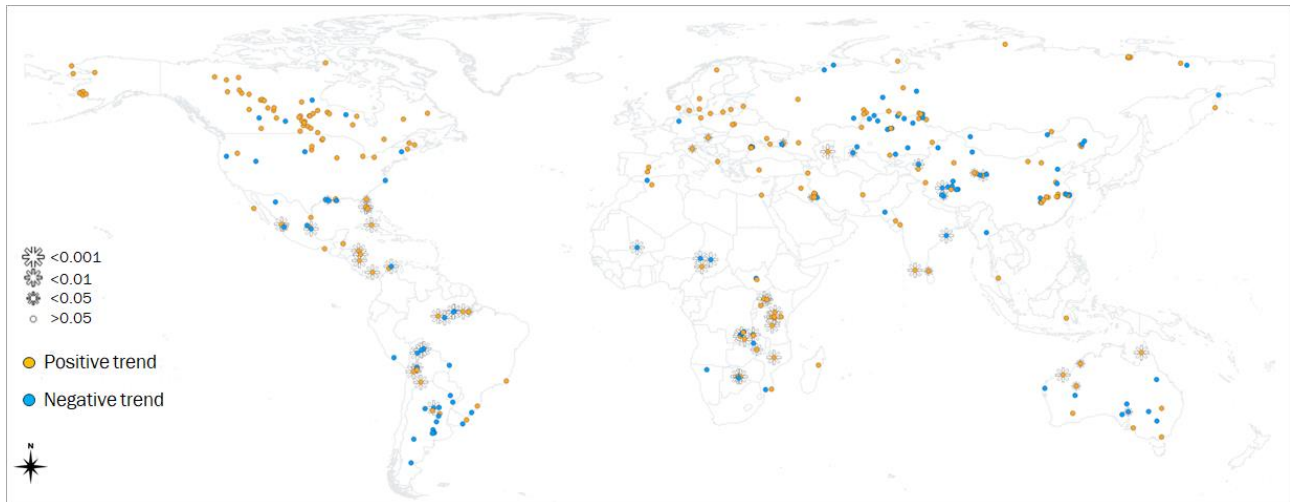 <0.001
<0.01
<0.05
>0.05
Positive trend
Negative trend
N